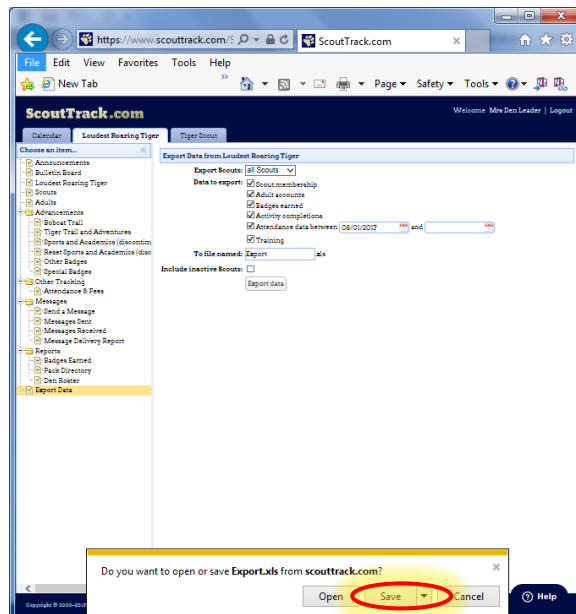 https://www.scouttrack.com/S
ScoutTrack.com
File Edit View Favorites Tools Help
New Tab
Page Safety Tools
ScoutTrack.com
Welcome Mrs Den Leader | Logout
Calendar Loudest Roaring Tiger Tiger Scout
Choose an item...
Announcements
Bulletin Board
Loudest Roaring Tiger
Scouts
Adults
Advancements
Bobcat Trail
Tiger Trail and Adventures
Sports and Academics (discontin
Reset Sports and Academics (disc
Other Badges
Special Badges
Other Tracking
Attendance & Fees
Messages
Send a Message
Messages Sent
Messages Received
Message Delivery Report
Reports
Badges Earned
Pack Directory
Den Roster
Export Data
Export Data from Loudest Roaring Tiger
Export Scouts: all Scouts
Data to export: Scout membership
Adult accounts
Badges earned
Activity completions
Attendance data between 09/01/2017 and
Training
To file named: Export .xls
Include inactive Scouts:
Export data
Do you want to open or save Export.xls from scouttrack.com?
Open Save Cancel
Help
Copyright © 2000-2017